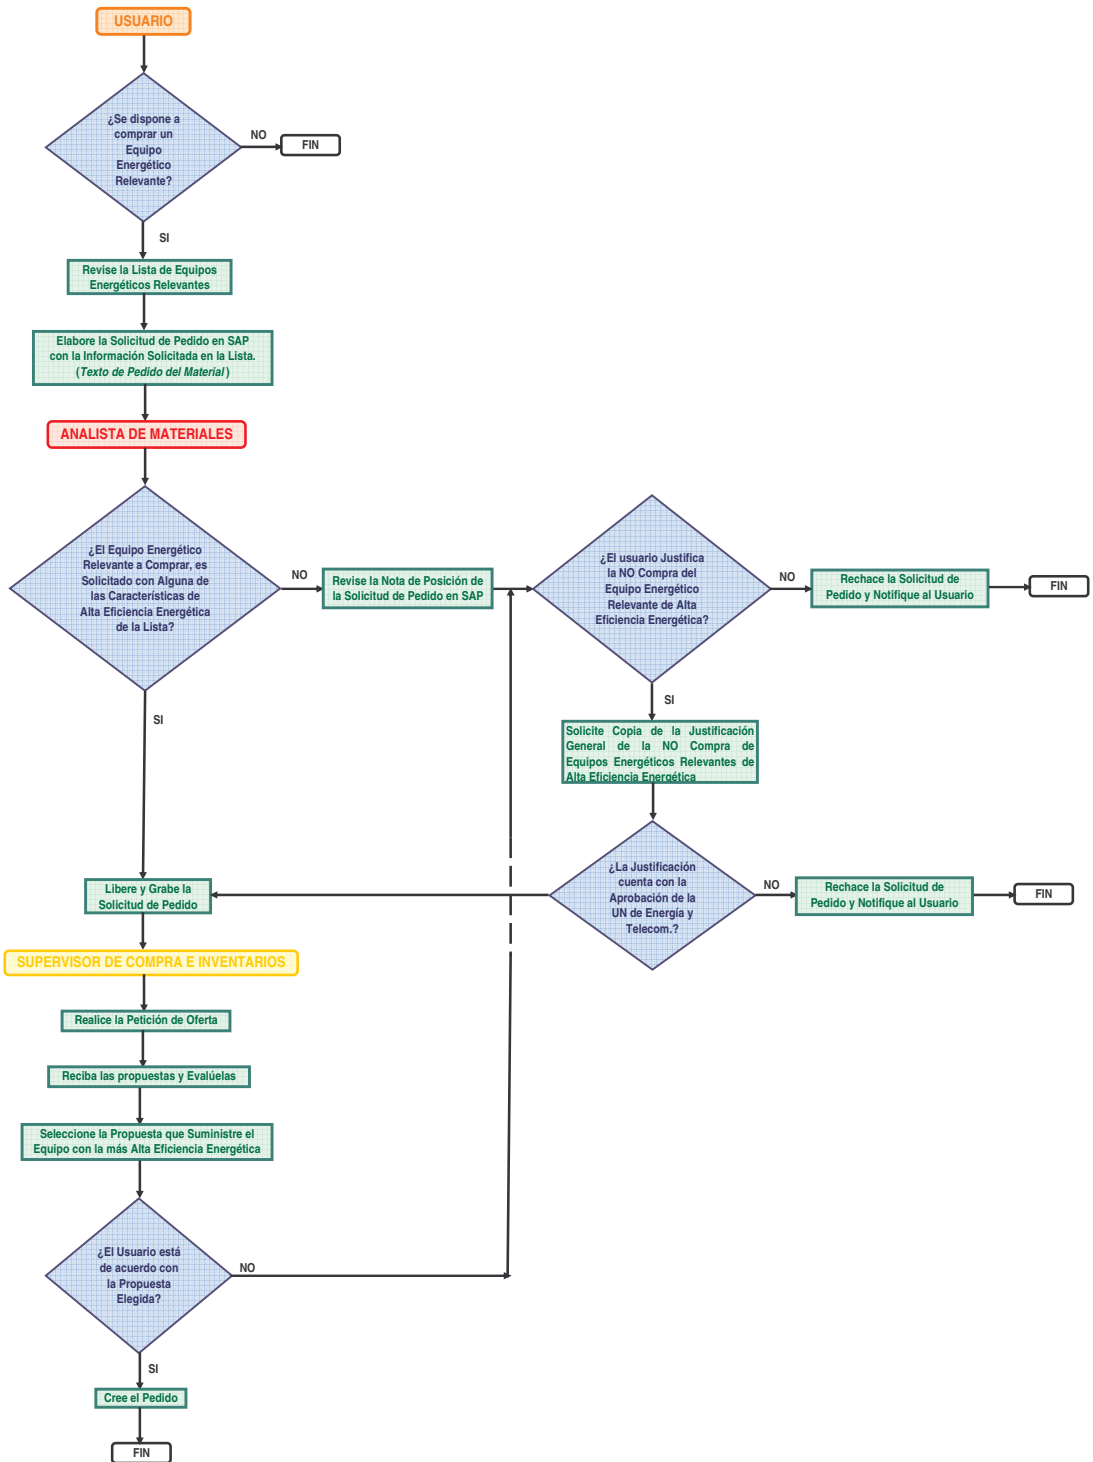 USUARIO
¿Se dispone a
comprar un
Equipo
Energético
Relevante?
NO
FIN
SI
Revise la Lista de Equipos
Energéticos Relevantes
Elabore la Solicitud de Pedido en SAP
con la Información Solicitada en la Lista.
(Texto de Pedido del Material)
ANALISTA DE MATERIALES
¿El Equipo Energético
Relevante a Comprar, es
Solicitado con Alguna de
las Características de
Alta Eficiencia Energética
de la Lista?
NO
Revise la Nota de Posición de
la Solicitud de Pedido en SAP
¿El usuario Justifica
la NO Compra del
Equipo Energético
Relevante de Alta
Eficiencia Energética?
NO
Rechace la Solicitud de
Pedido y Notifique al Usuario
FIN
SI
SI
Solicite Copia de la Justificación
General de la NO Compra de
Equipos Energéticos Relevantes de
Alta Eficiencia Energética
¿La Justificación
cuenta con la
Aprobación de la
UN de Energía y
Telecom.?
NO
Rechace la Solicitud de
Pedido y Notifique al Usuario
FIN
Libere y Grabe la
Solicitud de Pedido
SUPERVISOR DE COMPRA E INVENTARIOS
Realice la Petición de Oferta
Reciba las propuestas y Evalúelas
Seleccione la Propuesta que Suministre el
Equipo con la más Alta Eficiencia Energética
¿El Usuario está
de acuerdo con
la Propuesta
Elegida?
NO
SI
Cree el Pedido
FIN